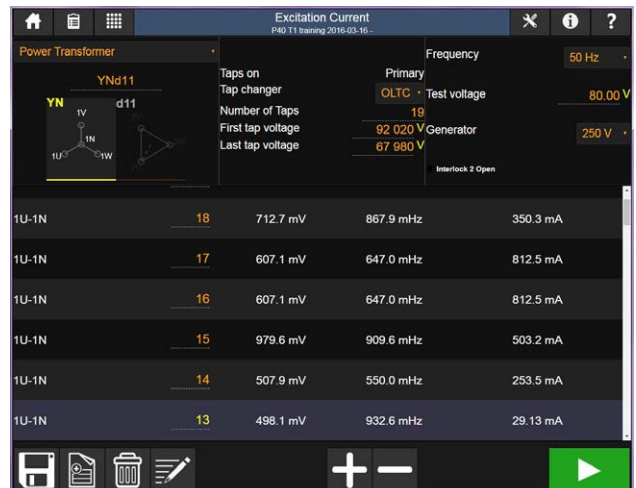 Excitation Current
P40 T1 training 2016-03-16 -
?
Power Transformer
YNd11
YN
d11
1V
1N
1U
1W
2V
Taps on Primary
Tap changer OLTC
Number of Taps 19
First tap voltage 92 020 V
Last tap voltage 67 980 V
Frequency 50 Hz
Test voltage 80.00 V
Generator 250 V
Interlock 2 Open
1U-1N 18 712.7 mV 867.9 mHz 350.3 mA
1U-1N 17 607.1 mV 647.0 mHz 812.5 mA
1U-1N 16 607.1 mV 647.0 mHz 812.5 mA
1U-1N 15 979.6 mV 909.6 mHz 503.2 mA
1U-1N 14 507.9 mV 550.0 mHz 253.5 mA
1U-1N 13 498.1 mV 932.6 mHz 29.13 mA